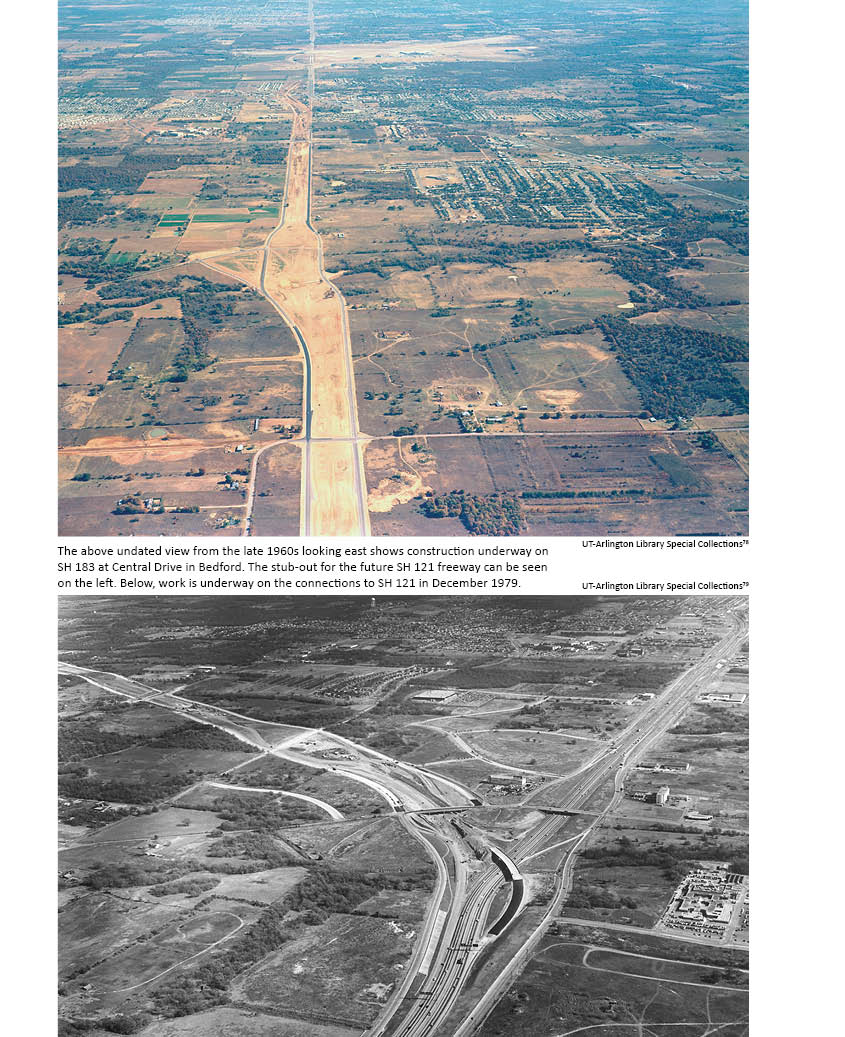 The above undated view from the late 1960s looking east shows construction underway on
SH 183 at Central Drive in Bedford. The stub-out for the future SH 121 freeway can be seen
on the left. Below, work is underway on the connections to SH 121 in December 1979.
UT-Arlington Library Special Collections⁷⁸
UT-Arlington Library Special Collections⁷⁹